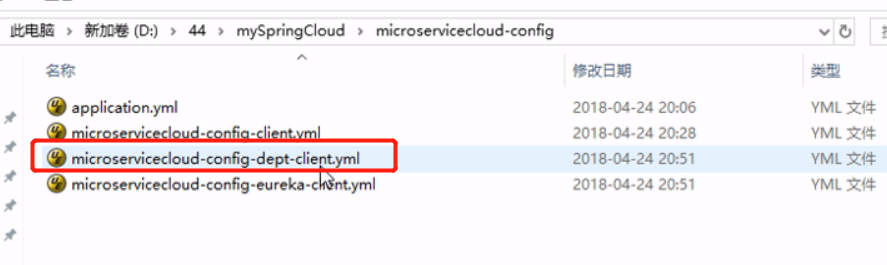 此电脑 › 新加卷 (D:) › 44 › mySpringCloud › microservicecloud-config
名称 修改日期 类型
application.yml 2018-04-24 20:06 YML 文件
microservicecloud-config-client.yml 2018-04-24 20:28 YML 文件
microservicecloud-config-dept-client.yml 2018-04-24 20:51 YML 文件
microservicecloud-config-eureka-client.yml 2018-04-24 20:51 YML 文件